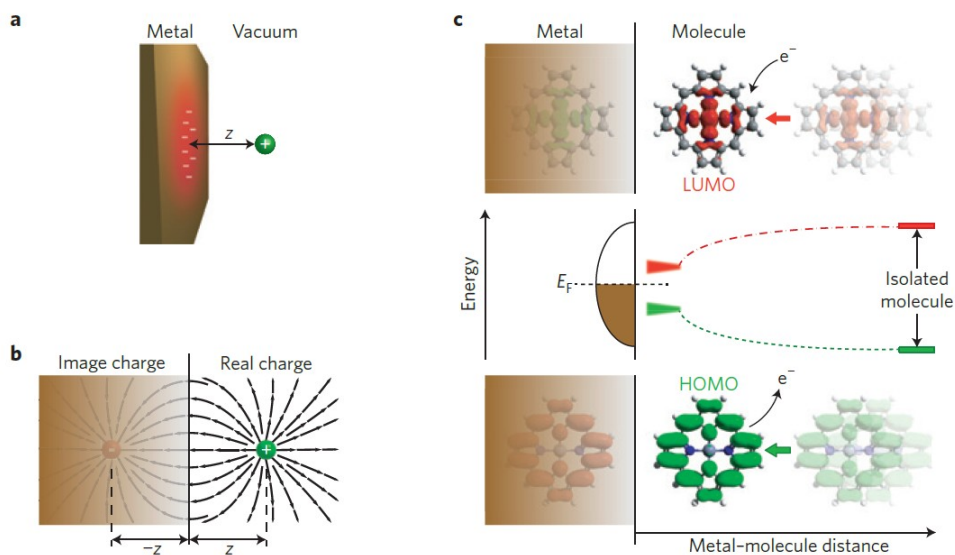 a
Metal
Vacuum
z
+
b
Image charge
Real charge
-
+
–z
z
c
Metal
Molecule
e–
LUMO
Energy
EF
Isolated
molecule
HOMO
e–
Metal–molecule distance